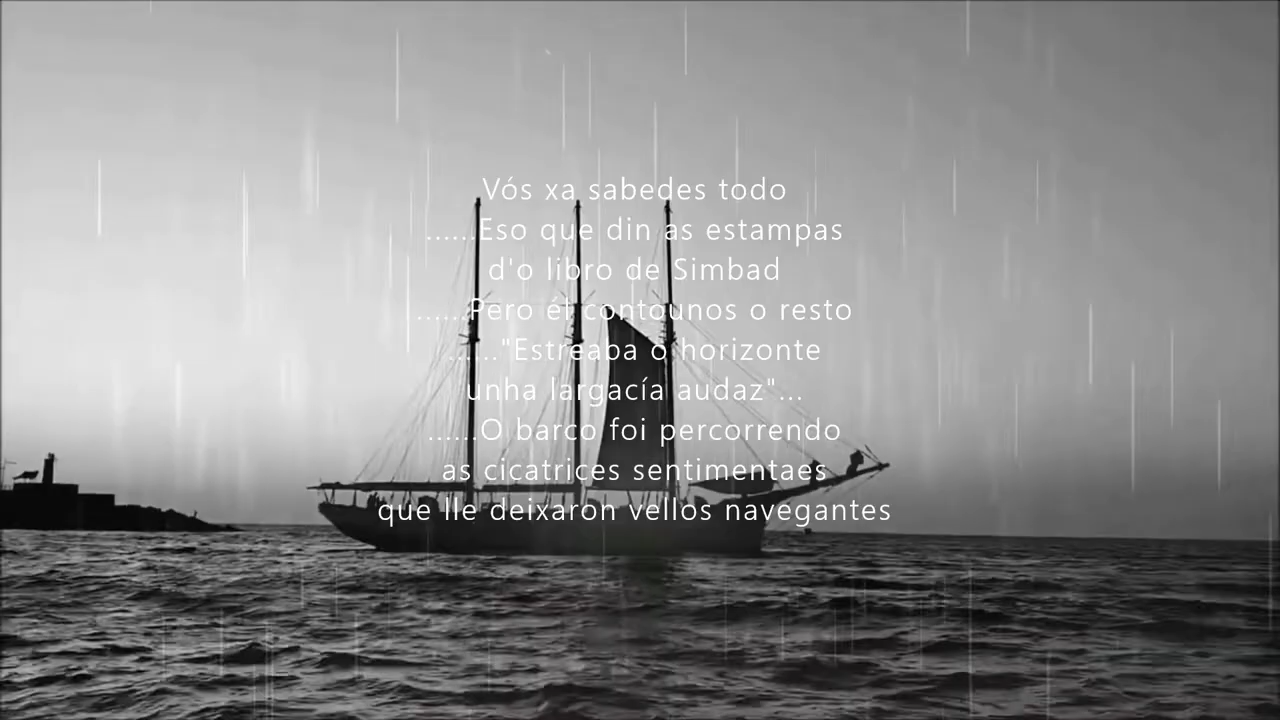 Vós xa sabedes todo
......Eso que din as estampas
d'o libro de Simbad
......Pero él contounos o resto
......"Estreaba o horizonte
unha largacía audaz"...
......O barco foi percorrendo
as cicatrices sentimentaes
que lle deixaron vellos navegantes